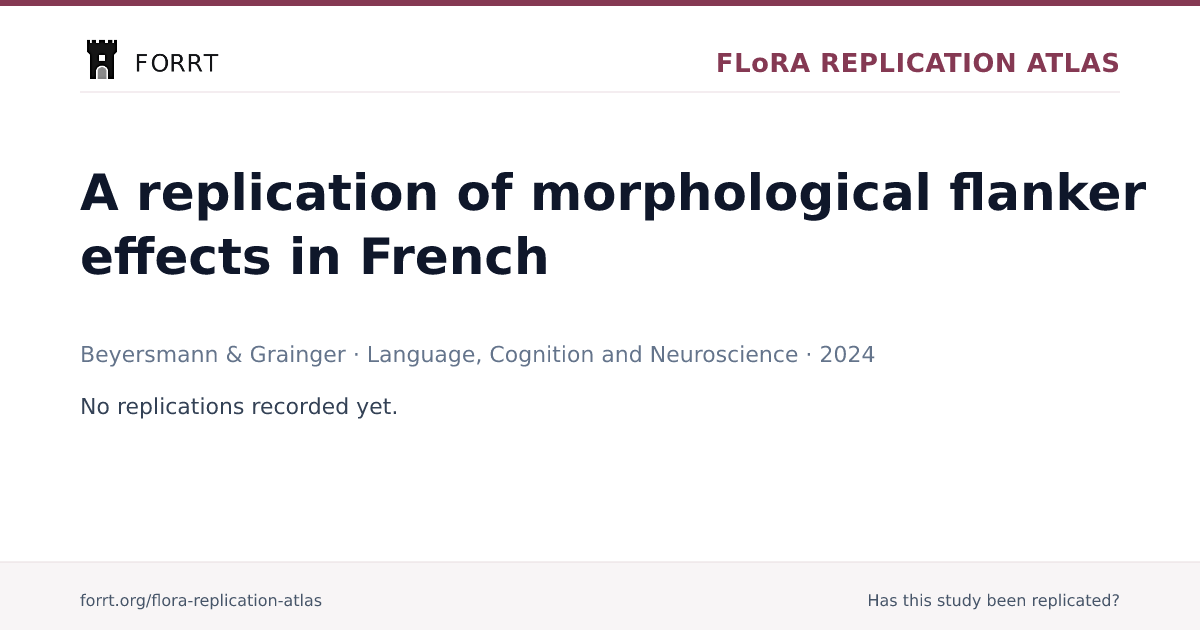 FORRT
FLoRA REPLICATION ATLAS
A replication of morphological flanker
effects in French
Beyersmann & Grainger · Language, Cognition and Neuroscience · 2024
No replications recorded yet.
forrt.org/flora-replication-atlas
Has this study been replicated?